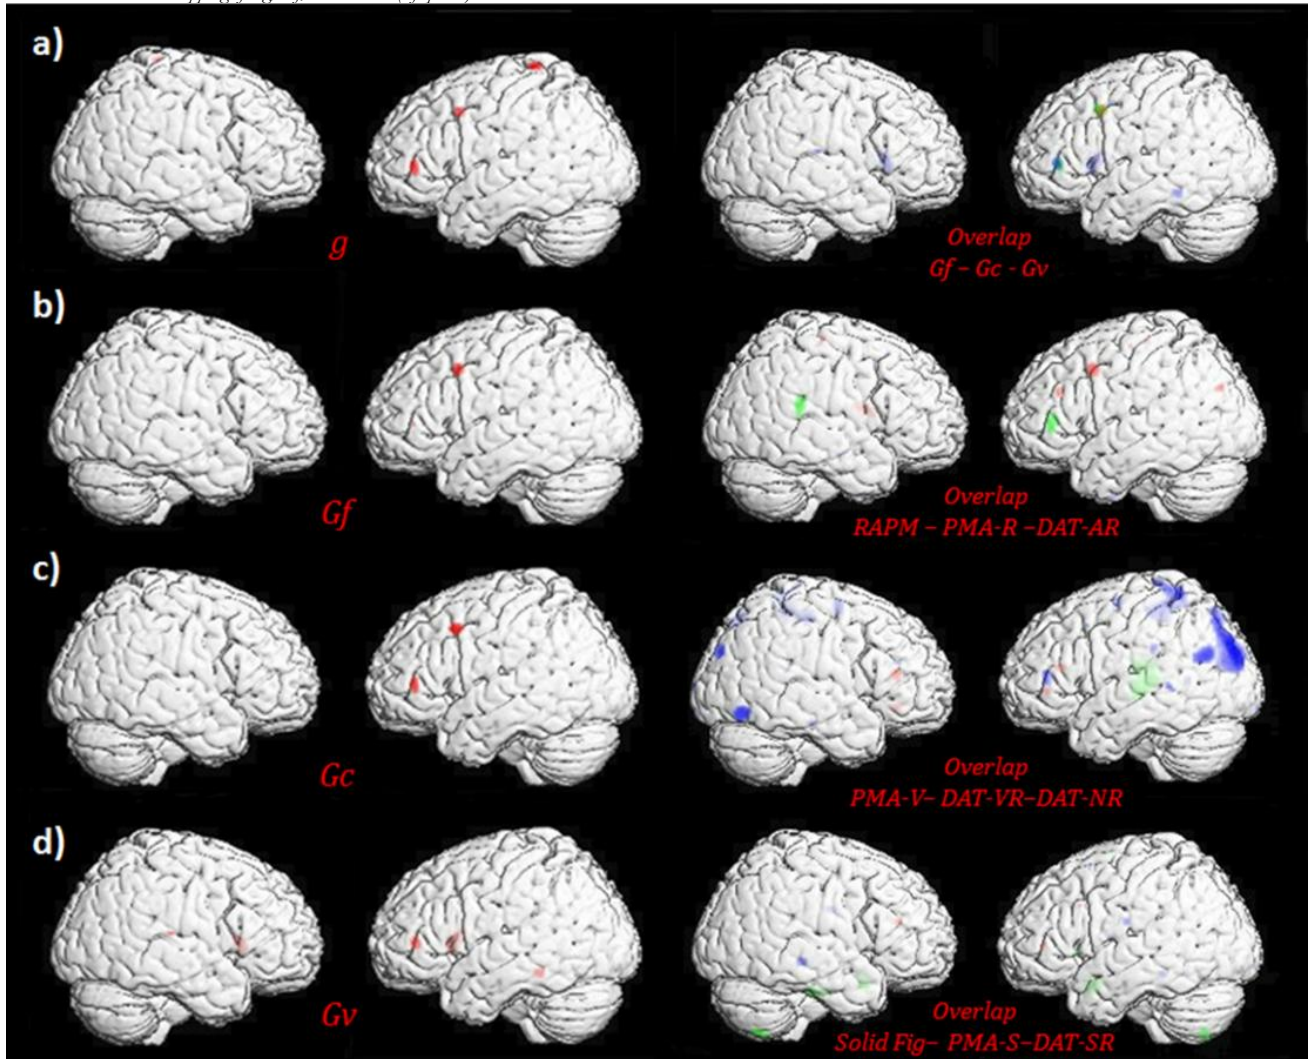 a)
g
Overlap
Gf – Gc - Gv
b)
Gf
Overlap
RAPM – PMA-R –DAT-AR
c)
Gc
Overlap
PMA-V– DAT-VR–DAT-NR
d)
Gv
Overlap
Solid Fig– PMA-S–DAT-SR